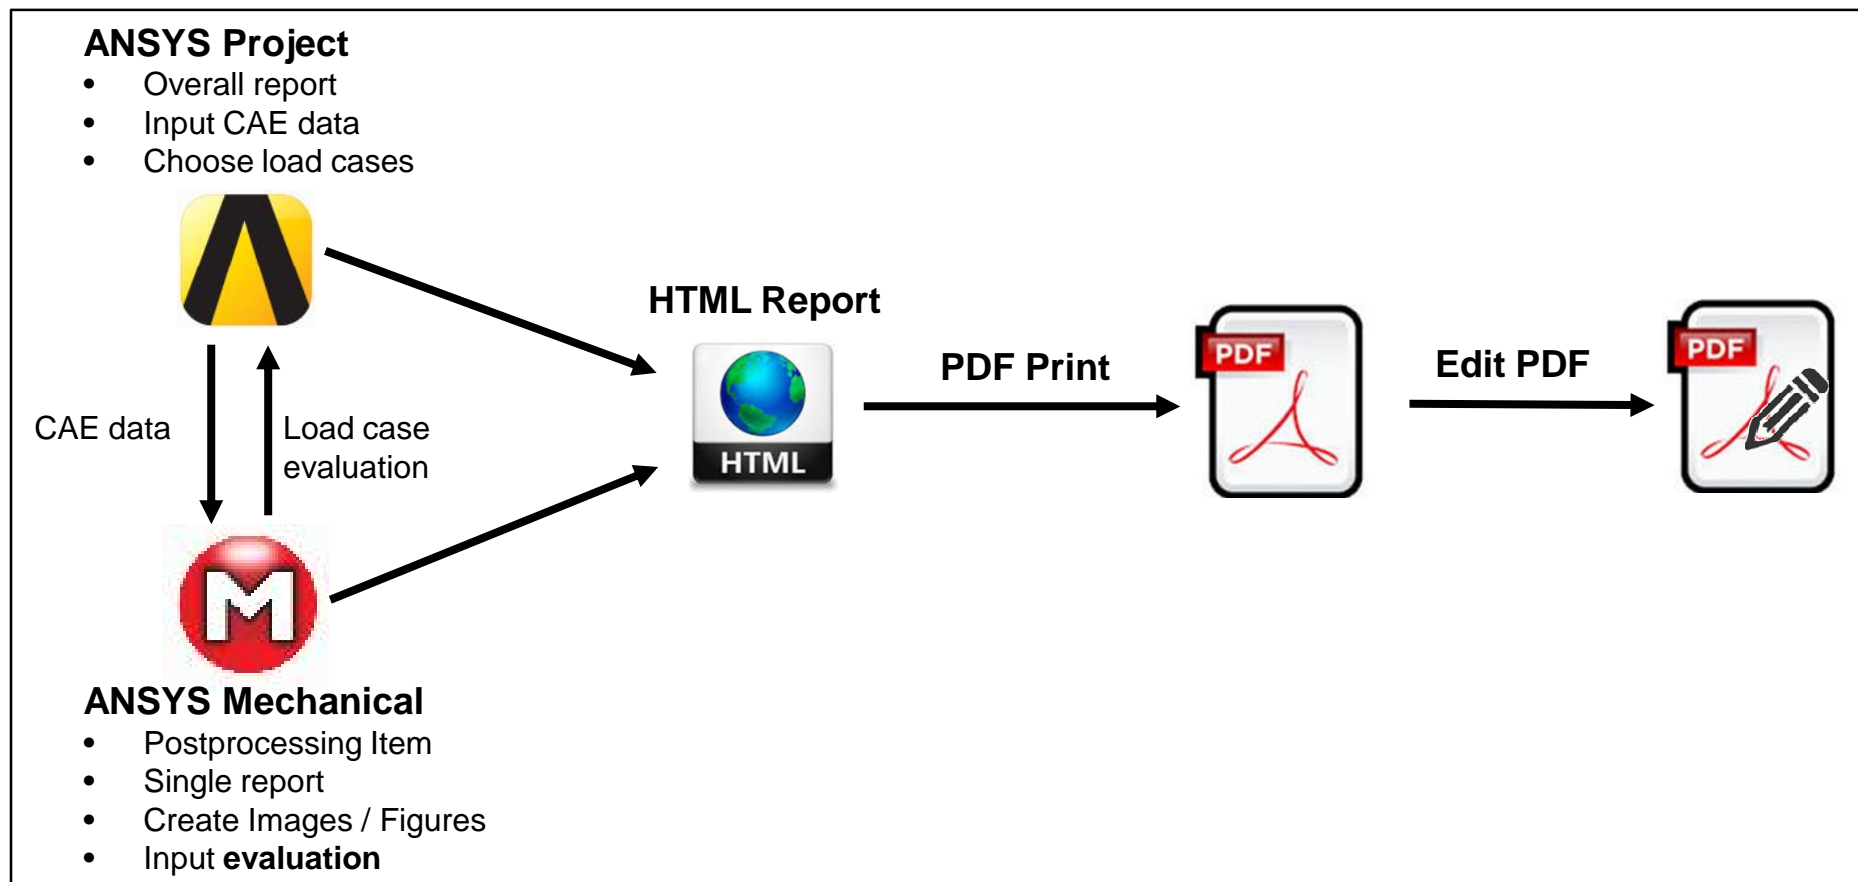 ANSYS Project
• Overall report
• Input CAE data
• Choose load cases
CAE data
Load case
evaluation
HTML Report
HTML
PDF Print
PDF
Edit PDF
PDF
M
ANSYS Mechanical
• Postprocessing Item
• Single report
• Create Images / Figures
• Input evaluation